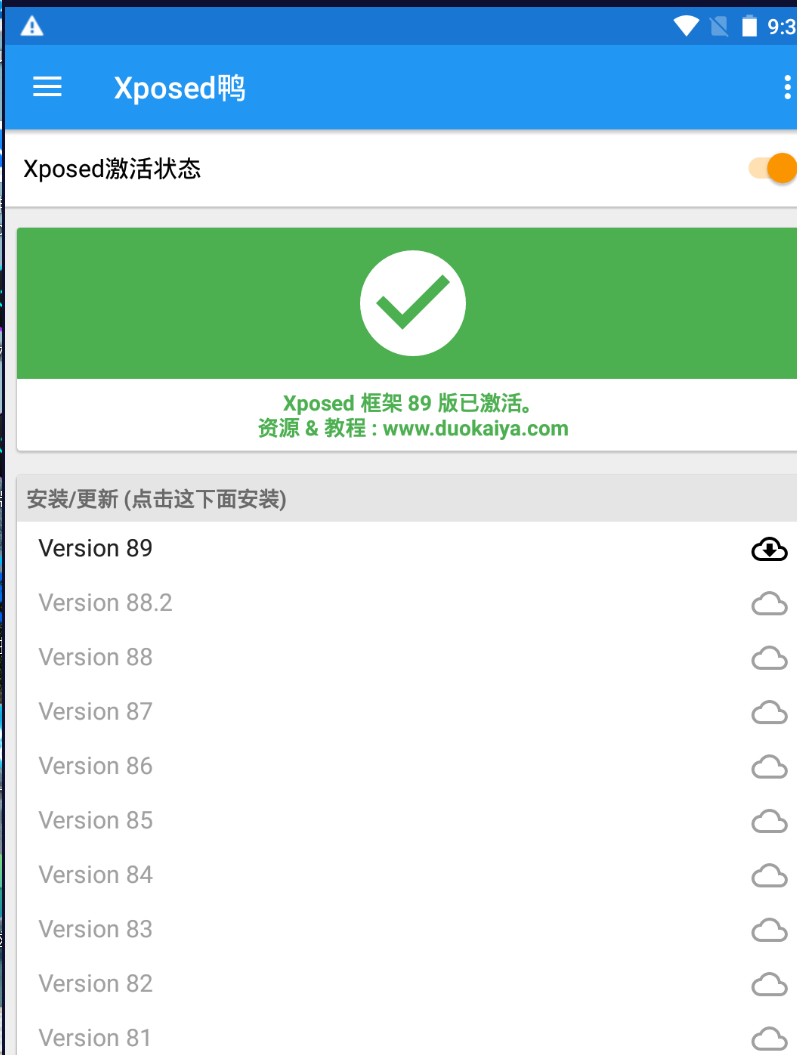 9:3
Xposed鸭
Xposed激活状态
Xposed 框架 89 版已激活。
资源 & 教程 : www.duokaiya.com
安装/更新 (点击这下面安装)
Version 89
Version 88.2
Version 88
Version 87
Version 86
Version 85
Version 84
Version 83
Version 82
Version 81